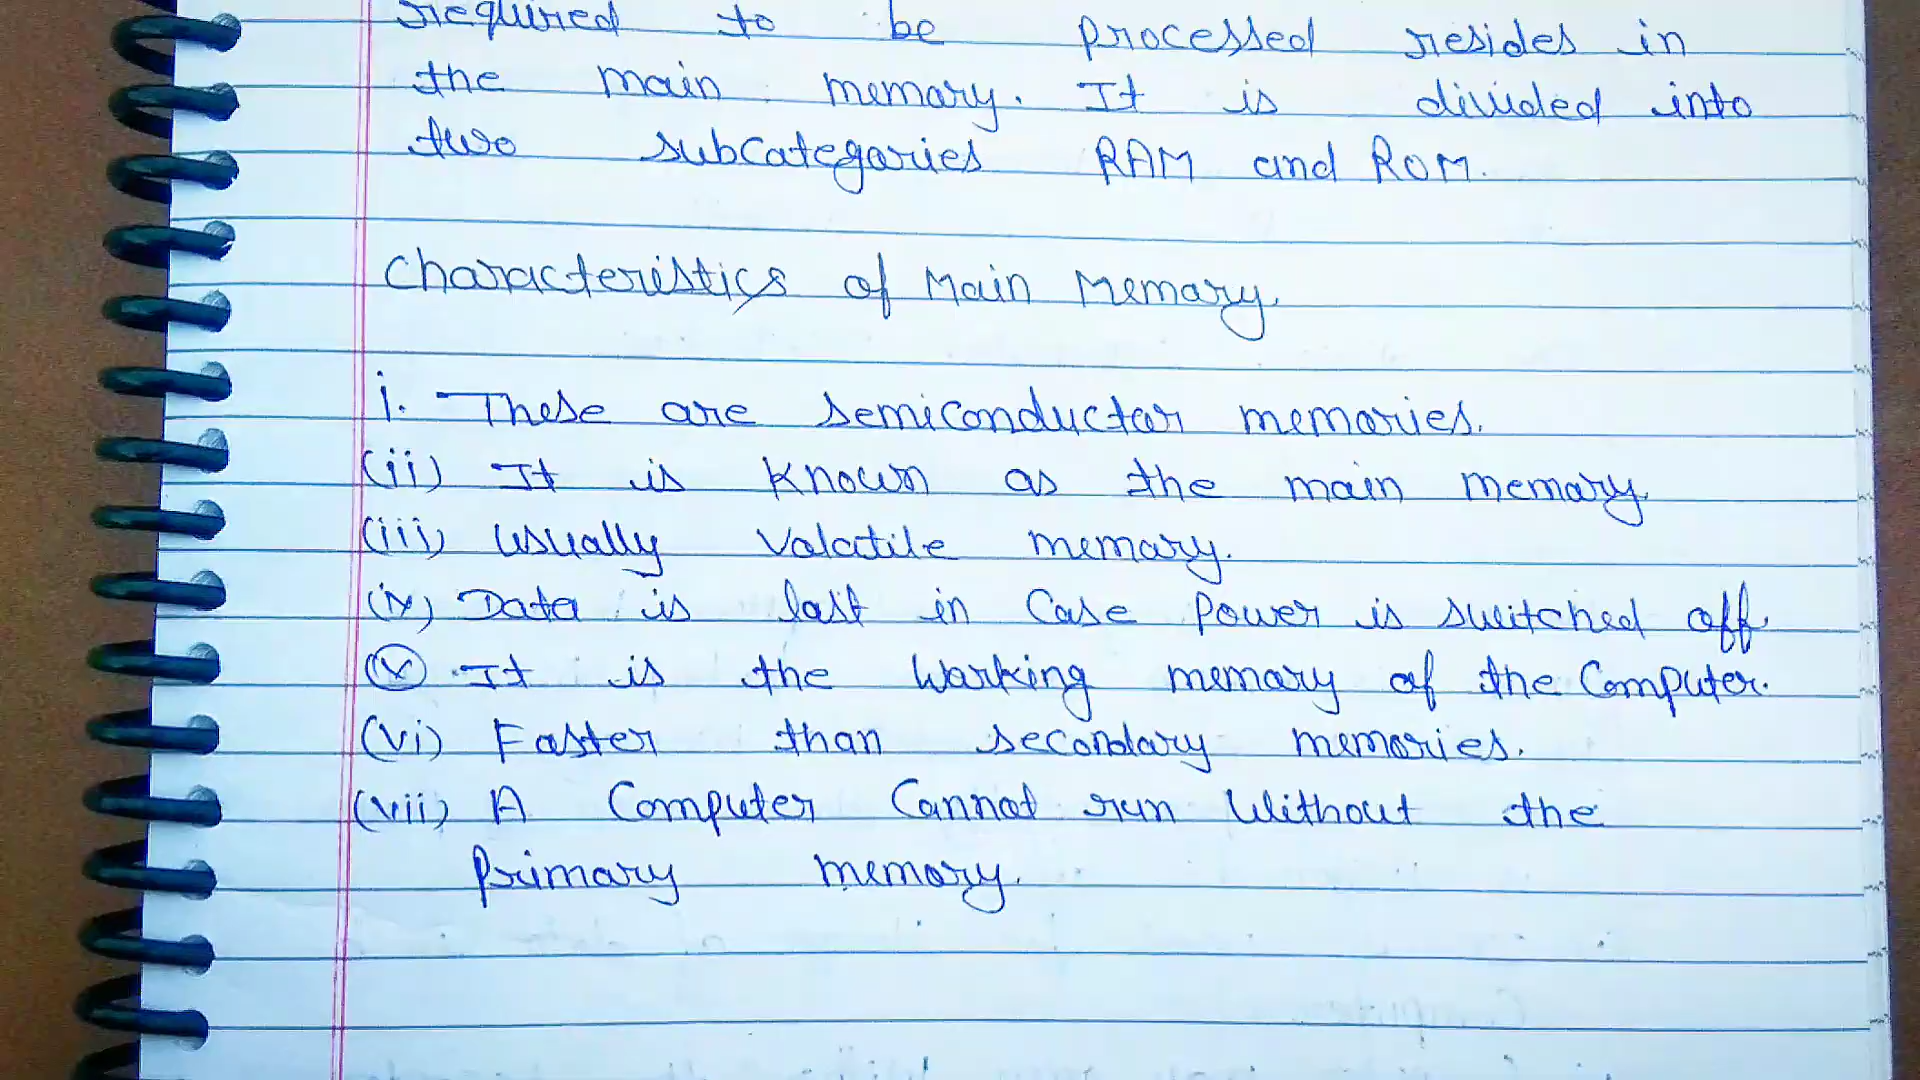 required to be processed resides in
the main memory. It is divided into
two subcategories RAM and ROM.
Characteristics of Main Memory.
i. These are semiconductor memories.
(ii) It is known as the main memory.
(iii) usually volatile memory.
(iv) Data is lost in case power is switched off.
(v) It is the working memory of the computer.
(vi) Faster than secondary memories.
(vii) A computer cannot run without the
primary memory.